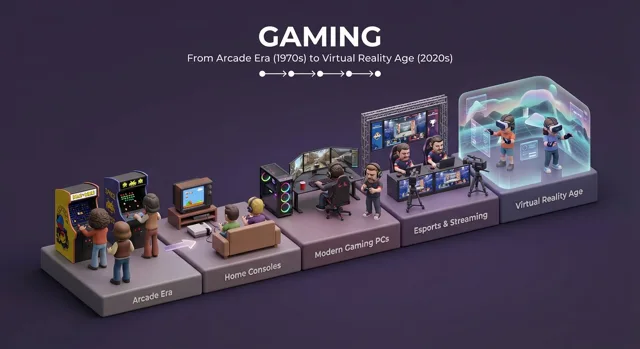 GAMING
From Arcade Era (1970s) to Virtual Reality Age (2020s)
Arcade Era
Home Consoles
Modern Gaming PCs
Esports & Streaming
Virtual Reality Age